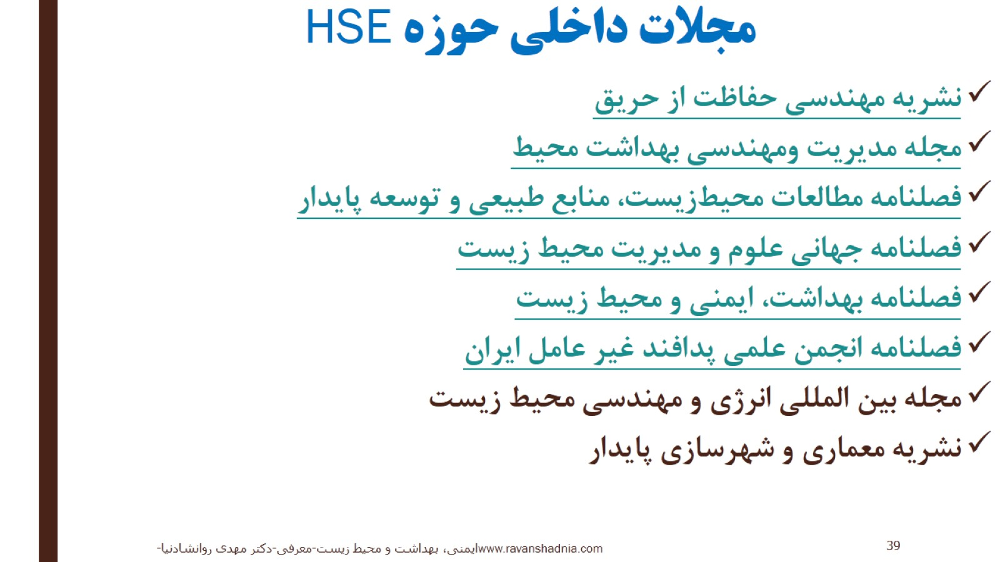 مجلات داخلی حوزه HSE
✓ نشریه مهندسی حفاظت از حریق
✓ مجله مدیریت ومهندسی بهداشت محیط
✓ فصلنامه مطالعات محیط‌زیست، منابع طبیعی و توسعه پایدار
✓ فصلنامه جهانی علوم و مدیریت محیط زیست
✓ فصلنامه بهداشت، ایمنی و محیط زیست
✓ فصلنامه انجمن علمی پدافند غیر عامل ایران
✓ مجله بین المللی انرژی و مهندسی محیط زیست
✓ نشریه معماری و شهرسازی پایدار
www.ravanshadnia.comایمنی، بهداشت و محیط زیست-معرفی-دکتر مهدی روانشادنیا-
39